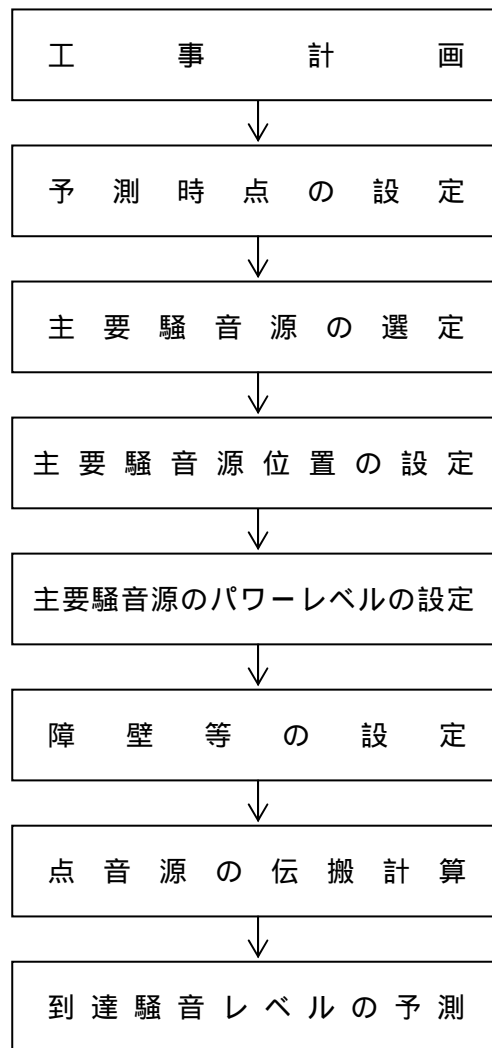 工事計画
予測時点の設定
主要騒音源の選定
主要騒音源位置の設定
主要騒音源のパワーレベルの設定
障壁等の設定
点音源の伝搬計算
到達騒音レベルの予測